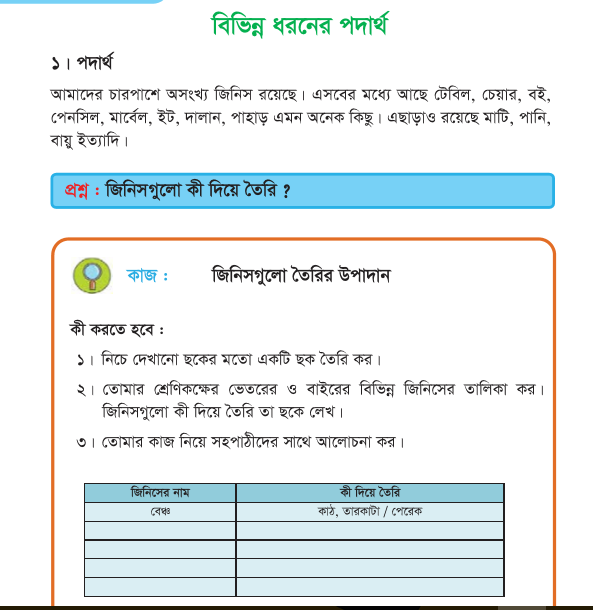 বিভিন্ন ধরনের পদার্থ
১। পদার্থ
আমাদের চারপাশে অসংখ্য জিনিস রয়েছে। এসবের মধ্যে আছে টেবিল, চেয়ার, বই,
পেনসিল, মার্বেল, ইট, দালান, পাহাড় এমন অনেক কিছু। এছাড়াও রয়েছে মাটি, পানি,
বায়ু ইত্যাদি।
প্রশ্ন : জিনিসগুলো কী দিয়ে তৈরি ?
কাজ : জিনিসগুলো তৈরির উপাদান
কী করতে হবে :
১। নিচে দেখানো ছকের মতো একটি ছক তৈরি কর।
২। তোমার শ্রেণিকক্ষের ভেতরের ও বাইরের বিভিন্ন জিনিসের তালিকা কর।
জিনিসগুলো কী দিয়ে তৈরি তা ছকে লেখ।
৩। তোমার কাজ নিয়ে সহপাঠীদের সাথে আলোচনা কর।
জিনিসের নাম কী দিয়ে তৈরি
বেঞ্চ কাঠ, তারকাটা / পেরেক